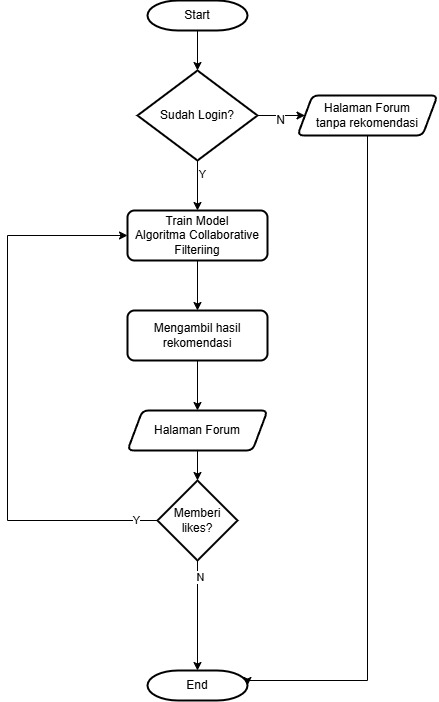 Start
Sudah Login?
N
Halaman Forum
tanpa rekomendasi
Y
Train Model
Algoritma Collaborative
Filteriing
Mengambil hasil
rekomendasi
Halaman Forum
Memberi
likes?
Y
N
End